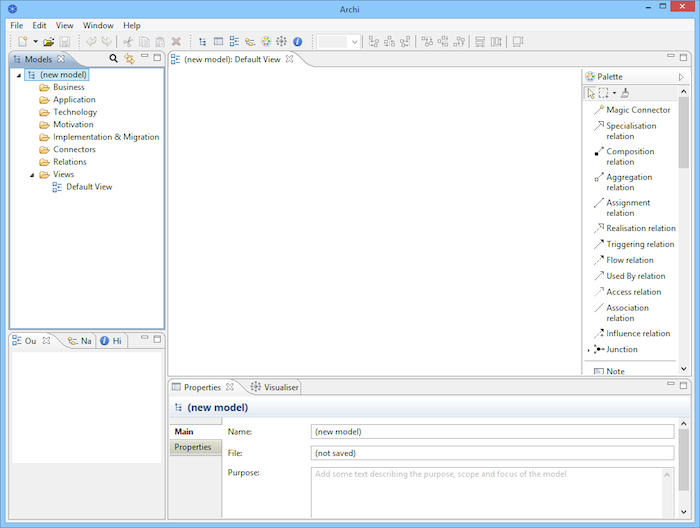 Archi
File Edit View Window Help
Models
(new model)
Business
Application
Technology
Motivation
Implementation & Migration
Connectors
Relations
Views
Default View
(new model): Default View
Palette
Magic Connector
Specialisation
relation
Composition
relation
Aggregation
relation
Assignment
relation
Realisation relation
Triggering relation
Flow relation
Used By relation
Access relation
Association
relation
Influence relation
Junction
Note
Ou Na Hi
Properties Visualiser
(new model)
Main
Properties
Name: (new model)
File: (not saved)
Purpose: Add some text describing the purpose, scope and focus of the model